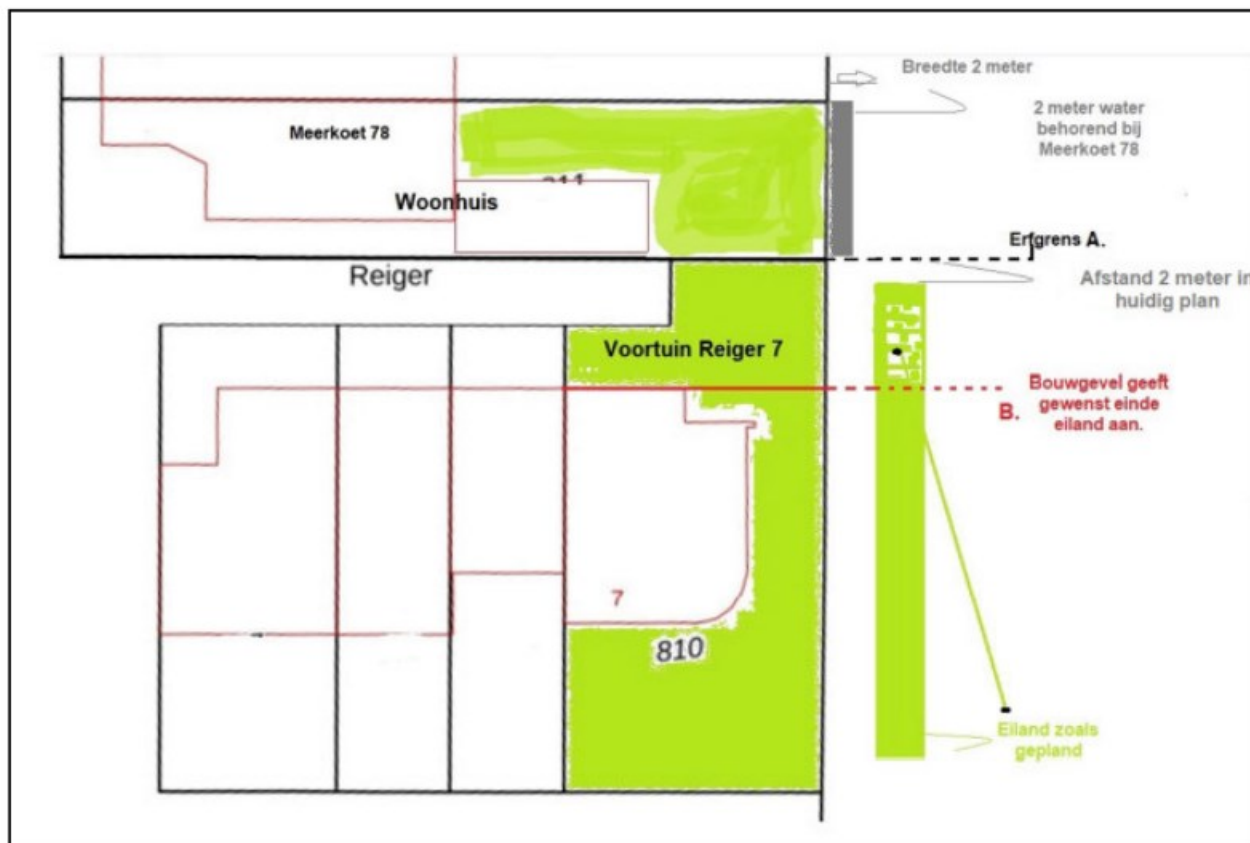 Breedte 2 meter
2 meter water
behorend bij
Meerkoet 78
Meerkoet 78
Woonhuis
Erfgrens A.
Reiger
Afstand 2 meter in
huidig plan
Voortuin Reiger 7
Bouwgevel geeft
gewenst einde
eiland aan.
B.
7
810
Eiland zoals
gepland